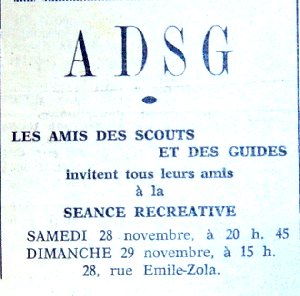 ADSG
LES AMIS DES SCOUTS
ET DES GUIDES
invitent tous leurs amis
à la
SEANCE RECREATIVE
SAMEDI 28 novembre, à 20 h. 45
DIMANCHE 29 novembre, à 15 h.
28, rue Emile-Zola.